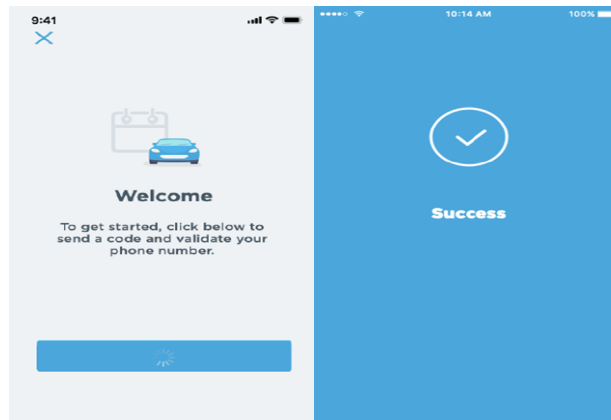 9:41
Welcome
To get started, click below to
send a code and validate your
phone number.
10:14 AM
100%
Success